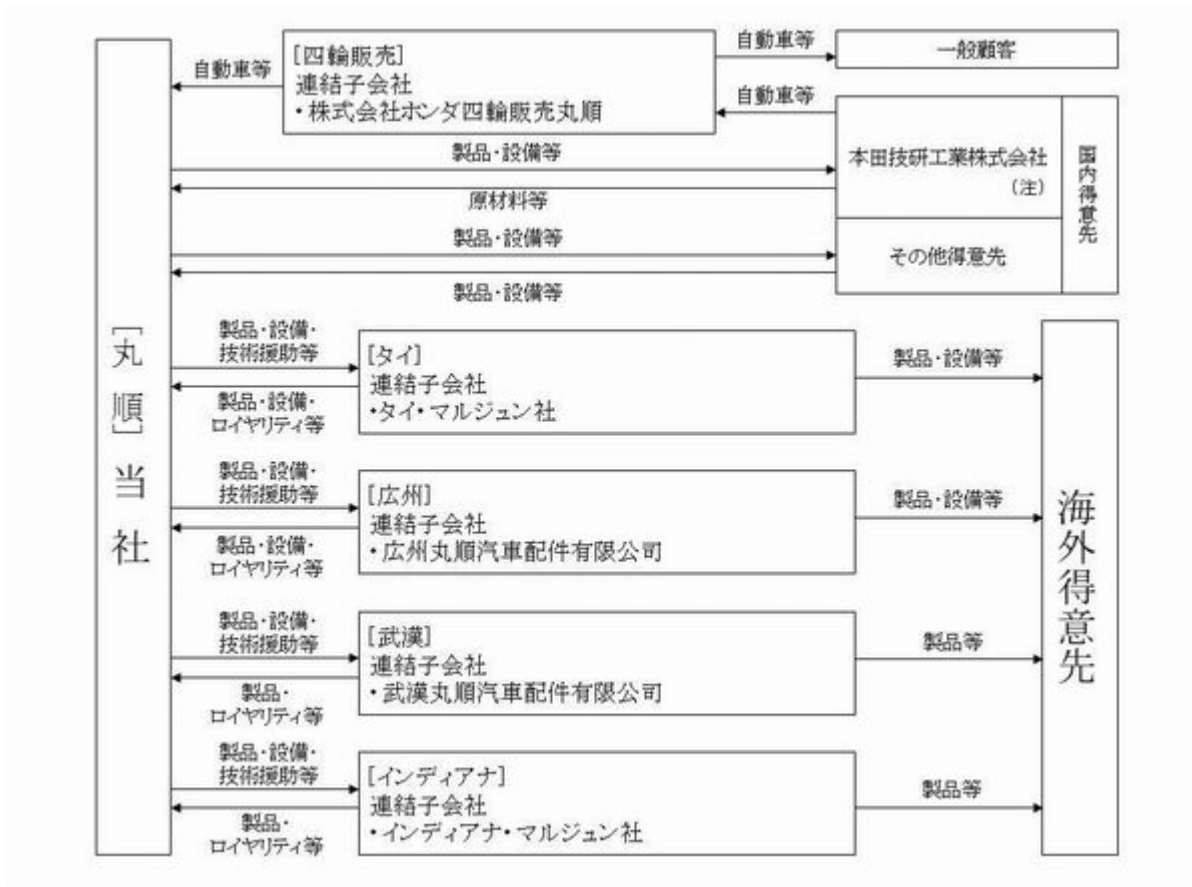 自動車等
[四輪販売]
連結子会社
・株式会社ホンダ四輪販売丸順
自動車等
一般顧客
自動車等
製品・設備等
原材料等
本田技研工業株式会社
(注)
国内得意先
製品・設備等
製品・設備等
その他得意先
[丸順]当社
製品・設備・
技術援助等
製品・設備・
ロイヤリティ等
[タイ]
連結子会社
・タイ・マルジュン社
製品・設備等
製品・設備・
技術援助等
製品・設備・
ロイヤリティ等
[広州]
連結子会社
・広州丸順汽車配件有限公司
製品・設備等
製品・設備・
技術援助等
製品・
ロイヤリティ等
[武漢]
連結子会社
・武漢丸順汽車配件有限公司
製品等
製品・設備・
技術援助等
製品・
ロイヤリティ等
[インディアナ]
連結子会社
・インディアナ・マルジュン社
製品等
海外得意先